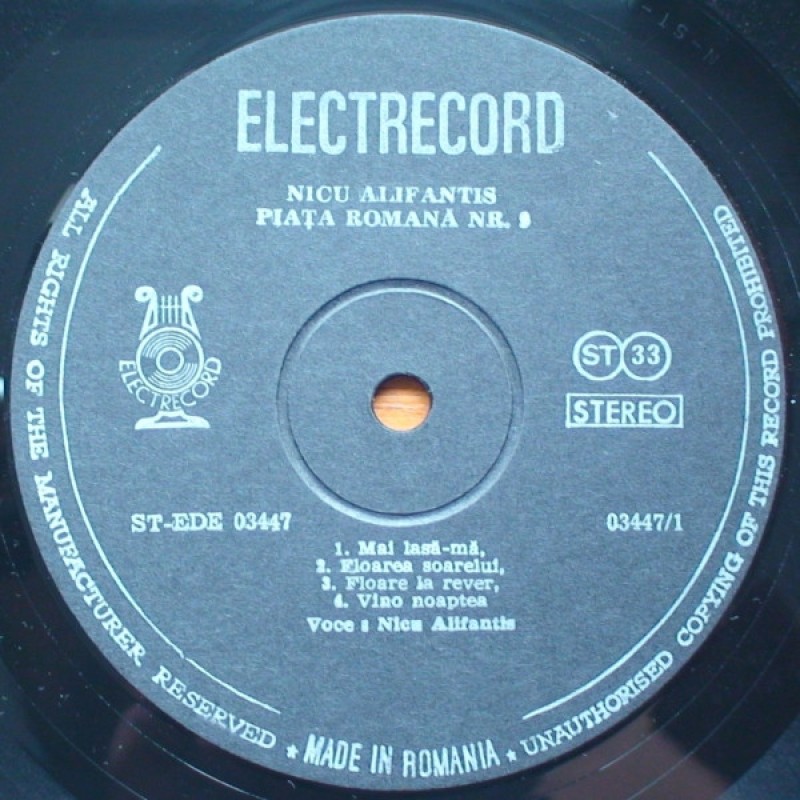 ELECTRECORD
NICU ALIFANTIS
PIAȚA ROMANĂ NR. 9
ELECTRECORD
ST 33
STEREO
ST-EDE 03447
03447/1
1. Mai lasă-mă,
2. Floarea soarelui,
3. Floare la rever,
4. Vino noaptea
Voce : Nicu Alifantis
ALL RIGHTS OF THE MANUFACTURER RESERVED ★ MADE IN ROMANIA ★ UNAUTHORISED COPYING OF THIS RECORD PROHIBITED